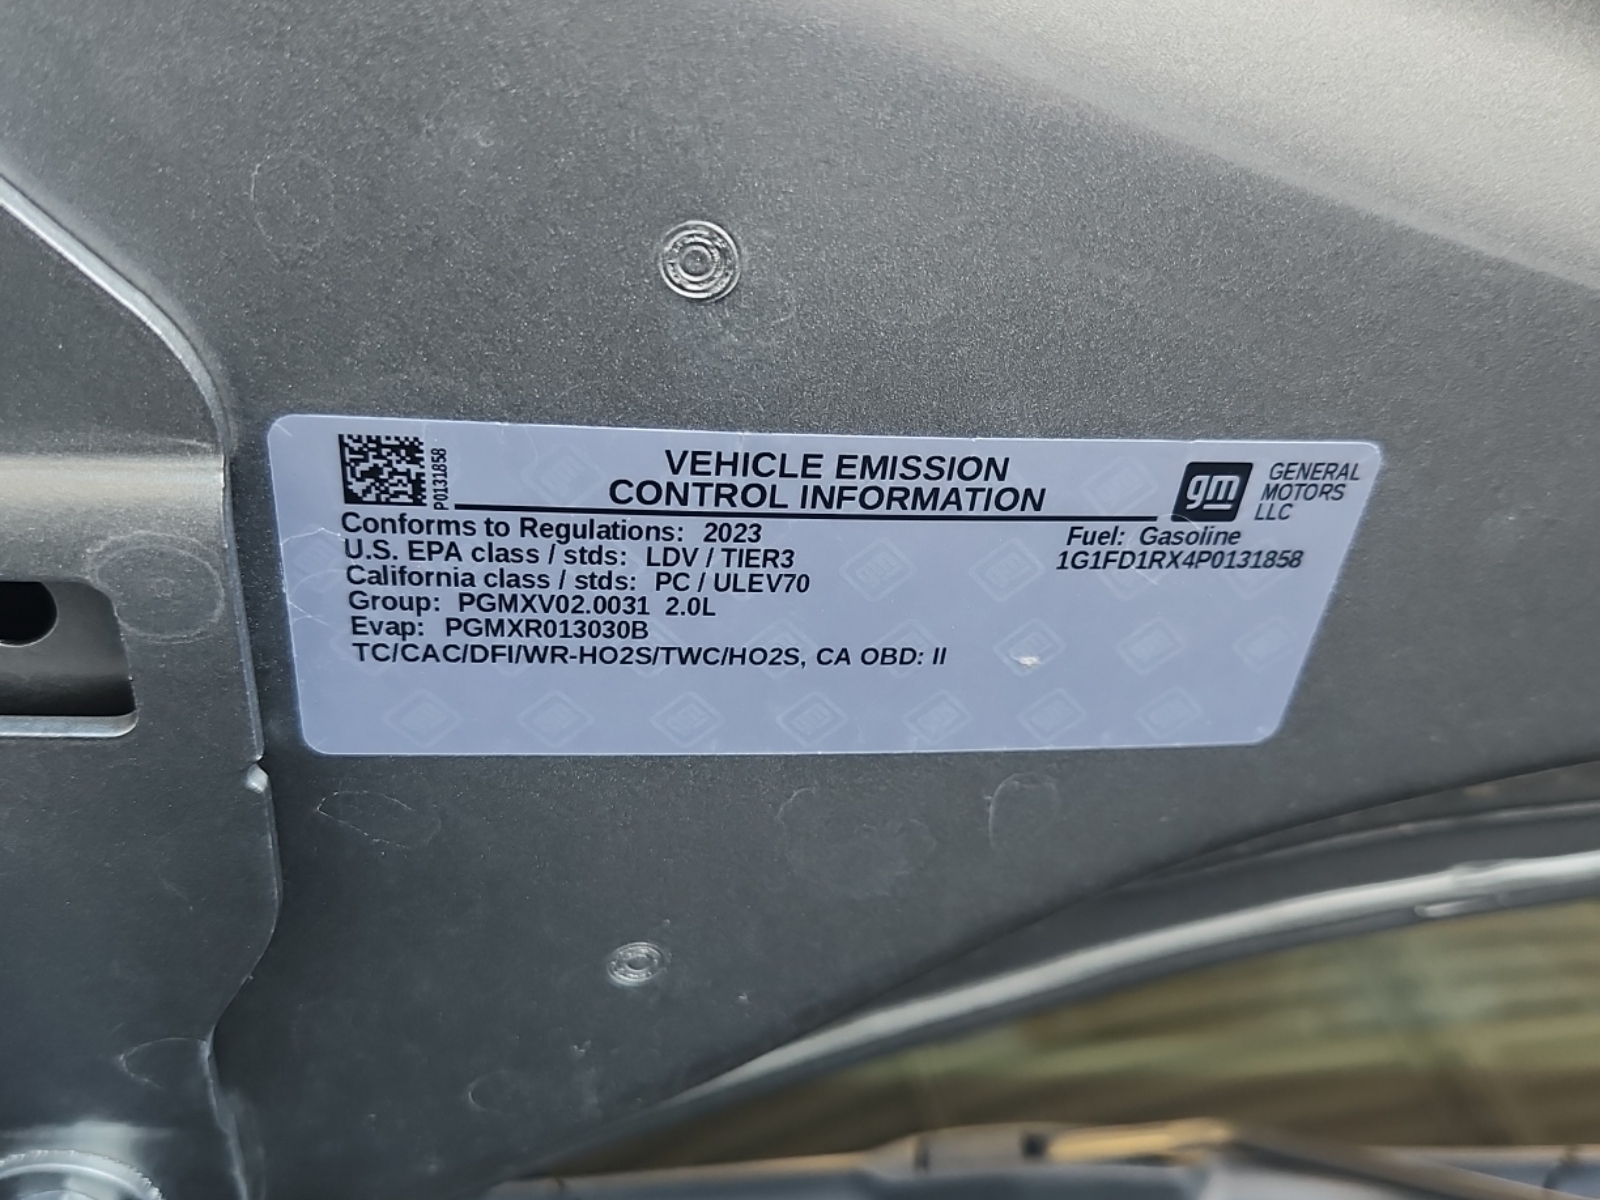 P0131858
VEHICLE EMISSION
CONTROL INFORMATION
gm
GENERAL
MOTORS
LLC
Conforms to Regulations: 2023
Fuel: Gasoline
U.S. EPA class / stds: LDV / TIER3
1G1FD1RX4P0131858
California class / stds: PC / ULEV70
Group: PGMXV02.0031 2.0L
Evap: PGMXR013030B
TC/CAC/DFI/WR-HO2S/TWC/HO2S, CA OBD: II